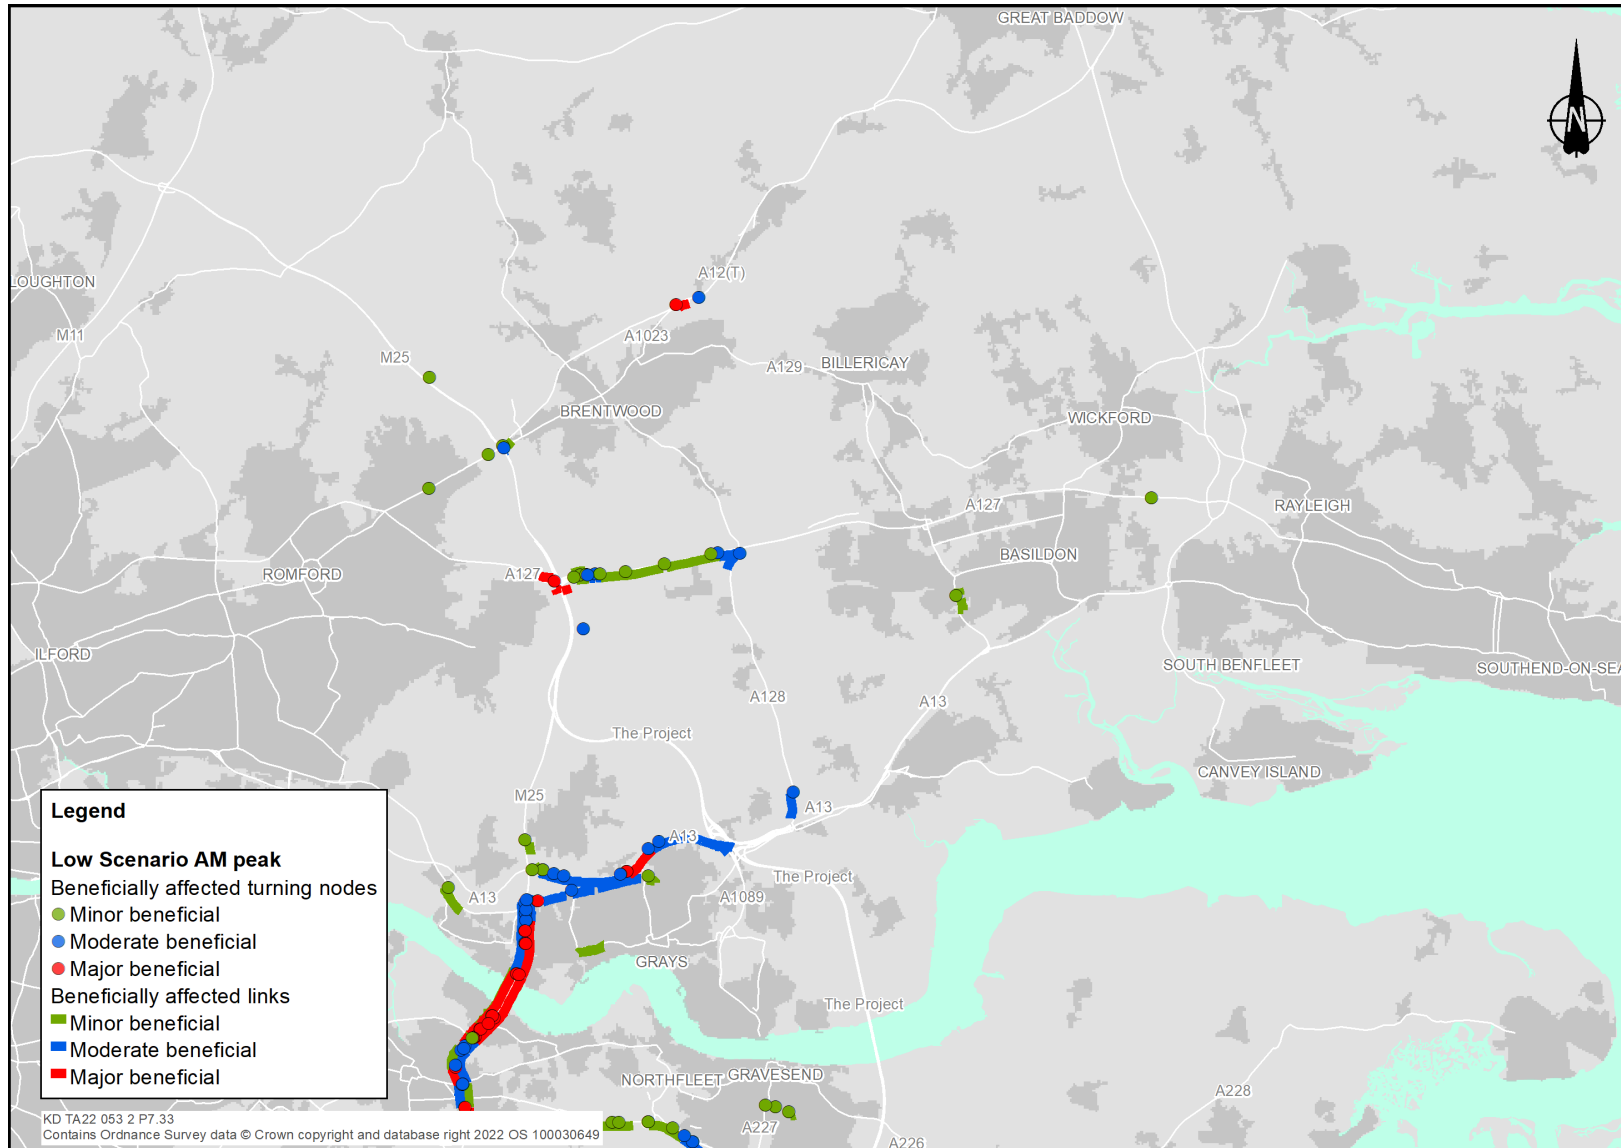 GREAT BADDOW
N
A12(T)
LOUGHTON
M11
A1023
M25
A129
BILLERICAY
BRENTWOOD
WICKFORD
A127
RAYLEIGH
BASILDON
ROMFORD
A127
ILFORD
SOUTH BENFLEET
SOUTHEND-ON-SEA
A128
A13
The Project
CANVEY ISLAND
M25
A13
A13
The Project
A13
A1089
GRAYS
The Project
NORTHFLEET
GRAVESEND
A228
A227
A226
Legend
Low Scenario AM peak
Beneficially affected turning nodes
Minor beneficial
Moderate beneficial
Major beneficial
Beneficially affected links
Minor beneficial
Moderate beneficial
Major beneficial
KD TA22 053 2 P7.33
Contains Ordnance Survey data © Crown copyright and database right 2022 OS 100030649